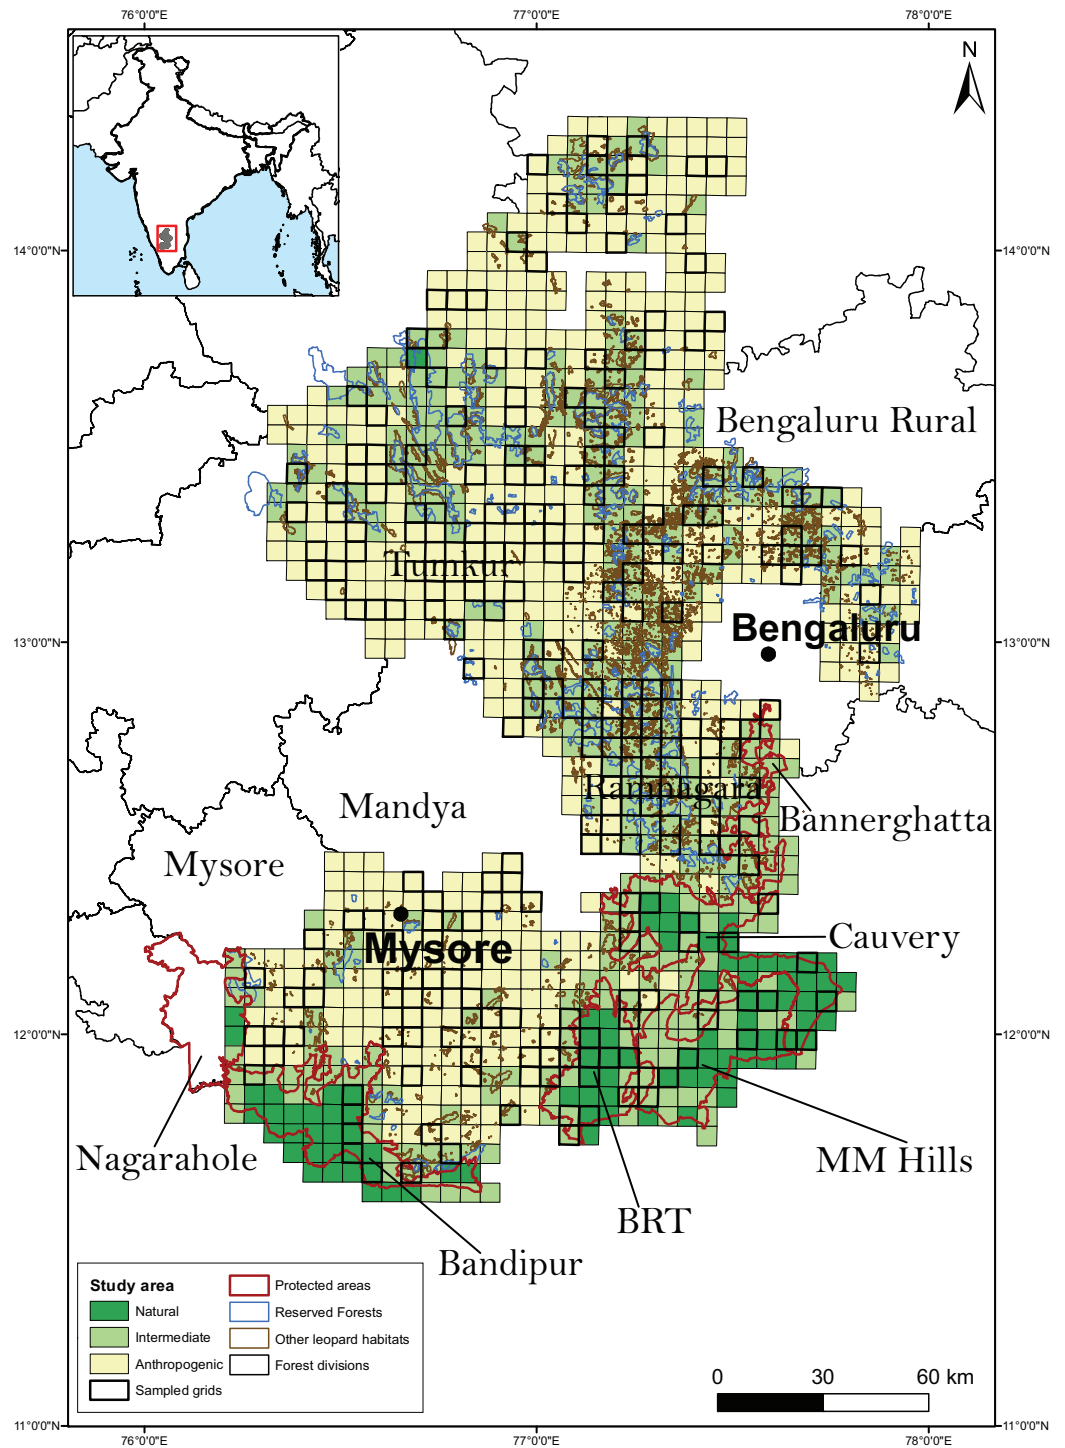 76°0'0"E
77°0'0"E
78°0'0"E
N
14°0'0"N
14°0'0"N
Bengaluru Rural
Tumkur
Bengaluru
13°0'0"N
13°0'0"N
Ramnagara
Mandya
Bannerghatta
Mysore
Mysore
Cauvery
12°0'0"N
12°0'0"N
Nagarahole
MM Hills
BRT
Bandipur
Study area
Natural
Intermediate
Anthropogenic
Sampled grids
Protected areas
Reserved Forests
Other leopard habitats
Forest divisions
0 30 60 km
11°0'0"N
11°0'0"N
76°0'0"E
77°0'0"E
78°0'0"E